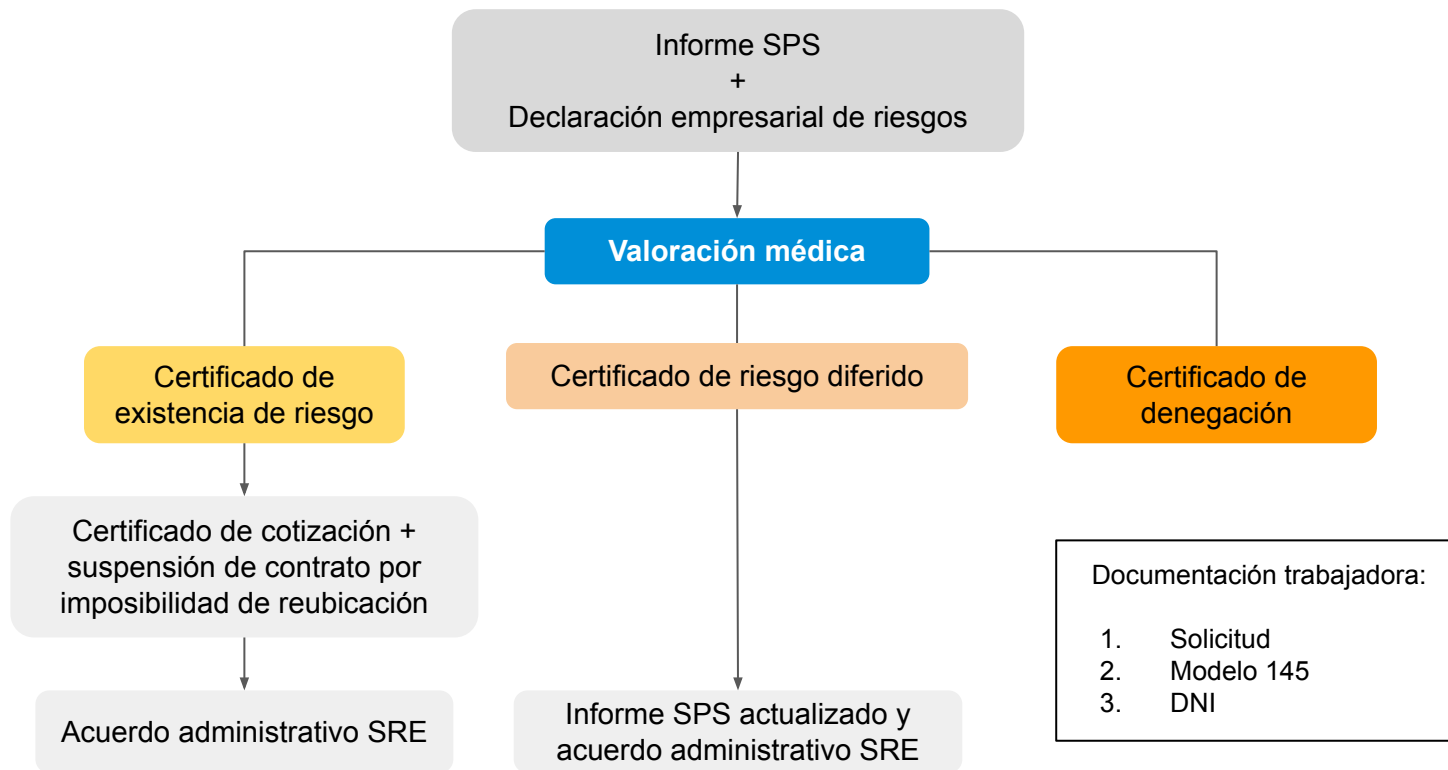 Informe SPS
+
Declaración empresarial de riesgos
Valoración médica
Certificado de
existencia de riesgo
Certificado de riesgo diferido
Certificado de
denegación
Certificado de cotización +
suspensión de contrato por
imposibilidad de reubicación
Documentación trabajadora:
1. Solicitud
2. Modelo 145
3. DNI
Acuerdo administrativo SRE
Informe SPS actualizado y
acuerdo administrativo SRE